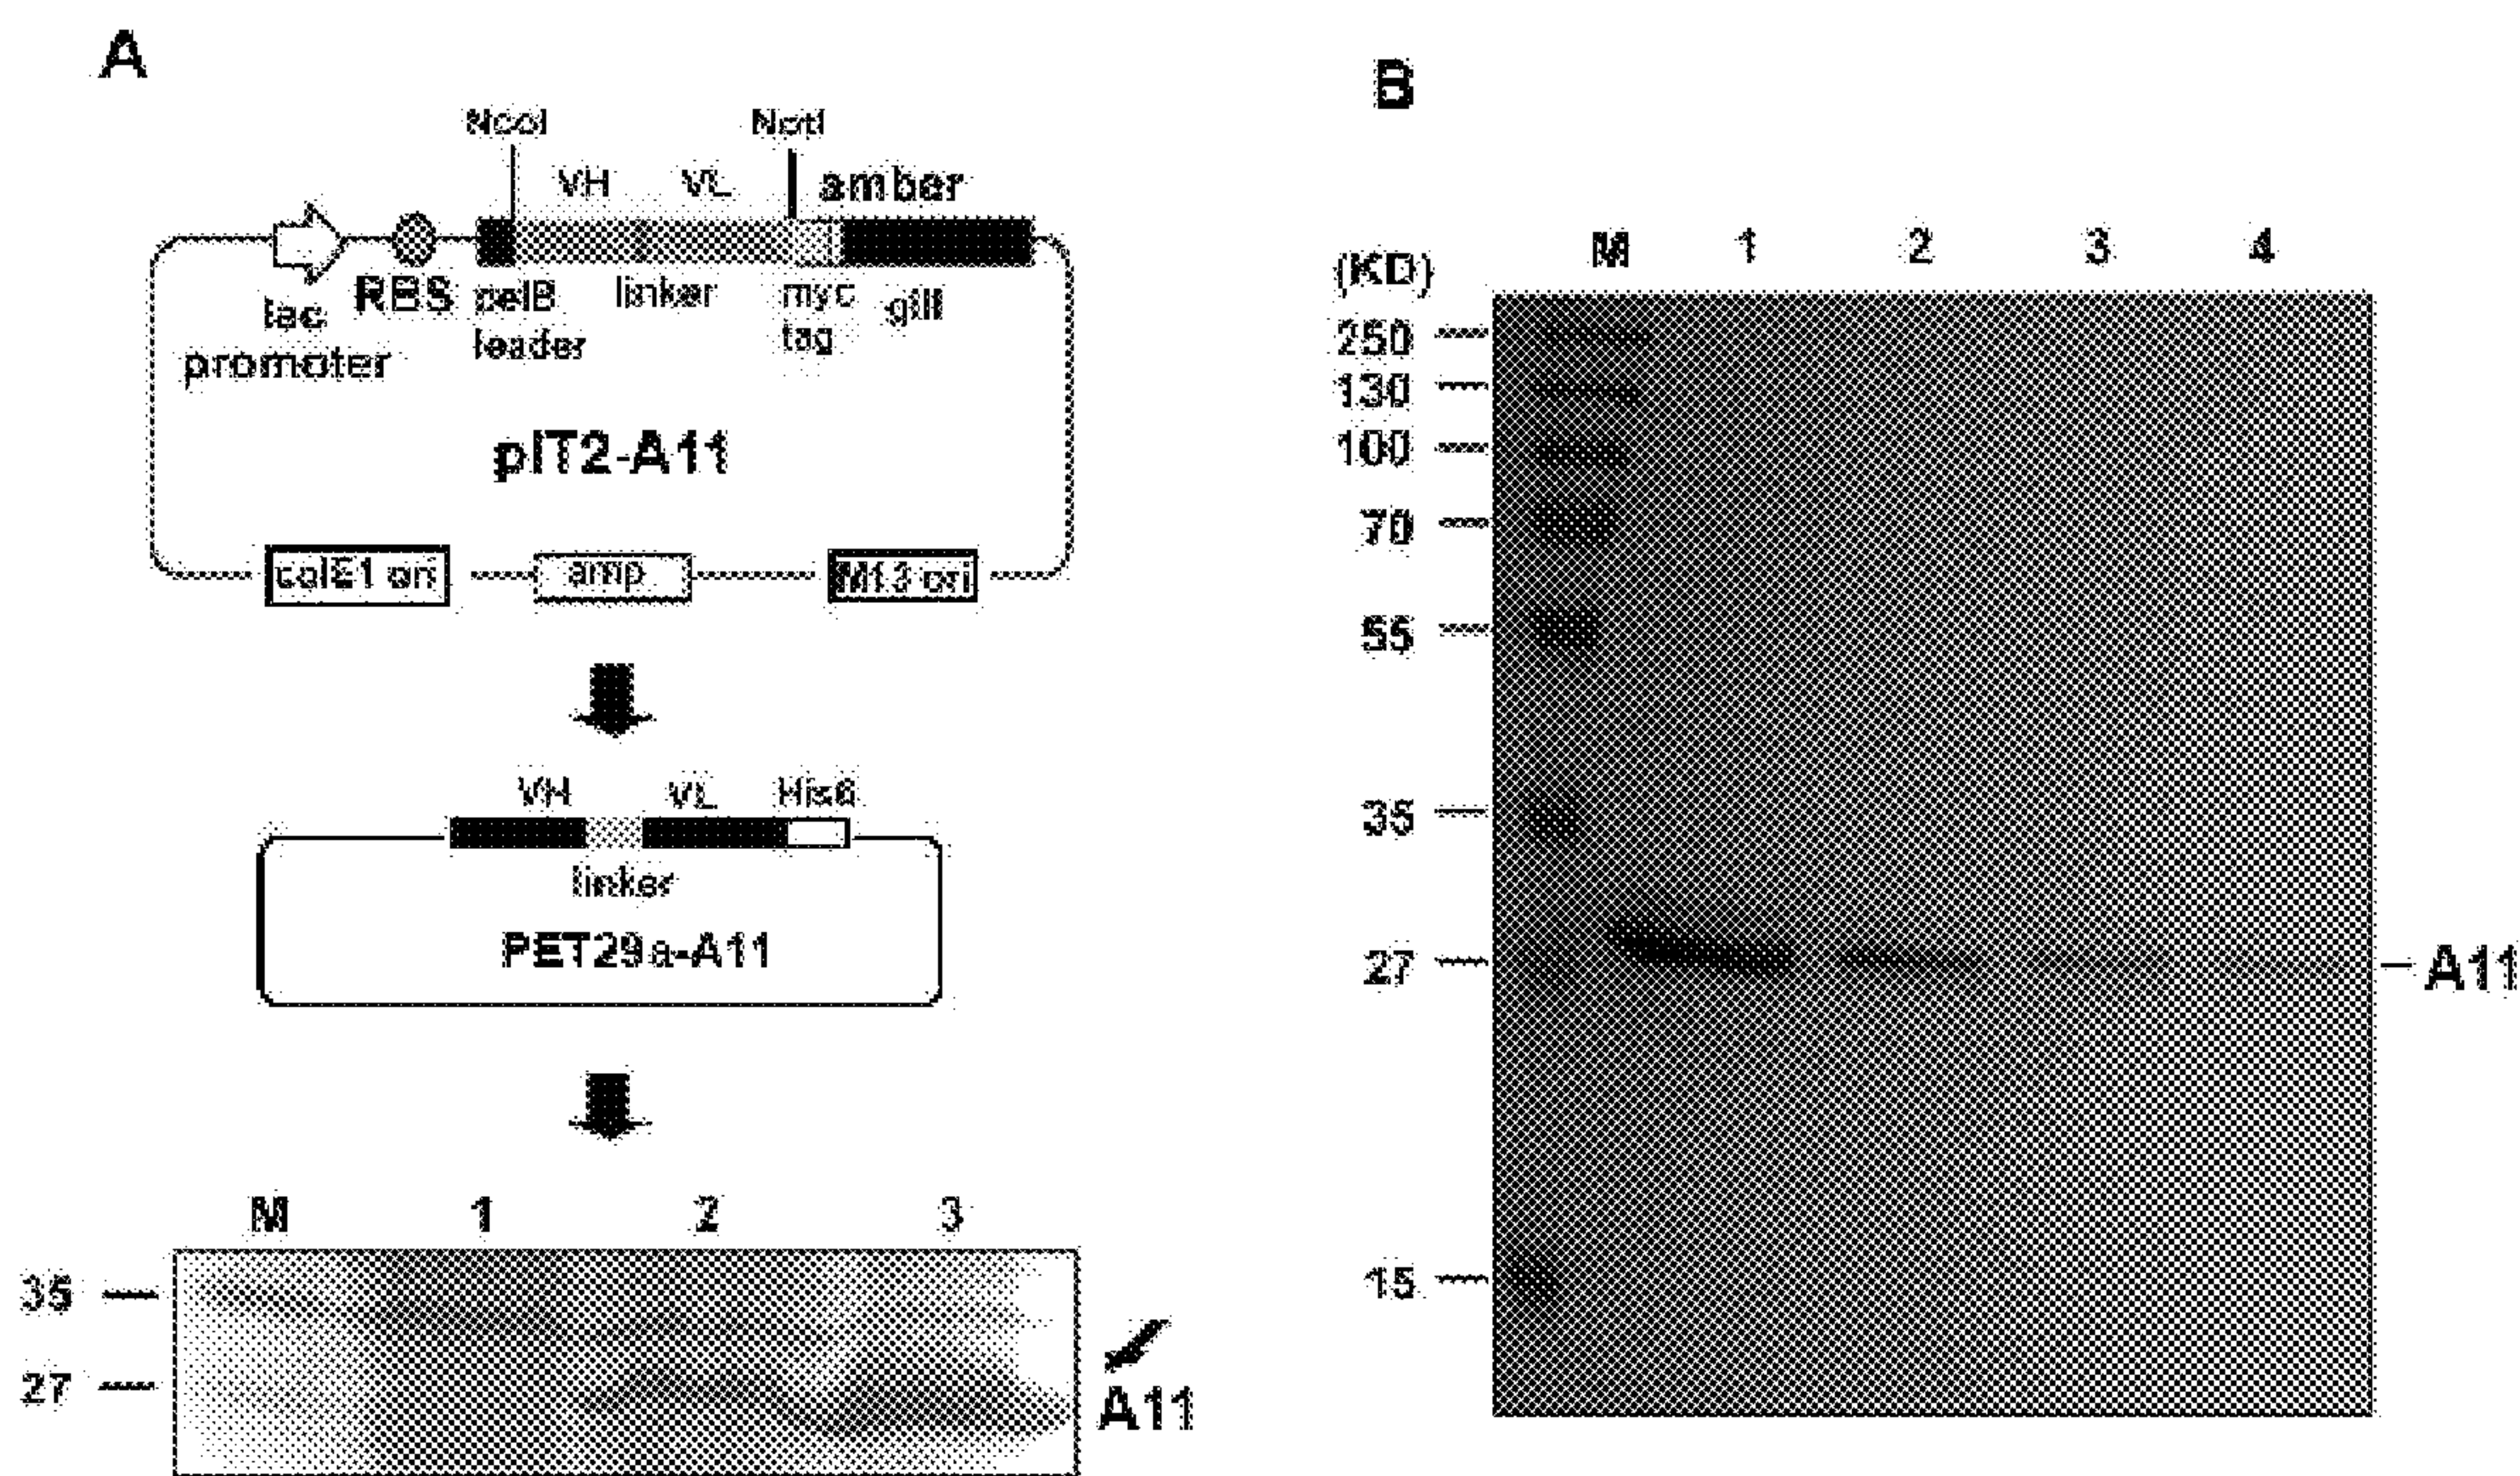 A
NcoI NotI
VH VL amber
lac promoter
RBS
pelB leader
linker
myc tag
gIII
pIT2-A11
colE1 ori
amp
M13 ori
VH VL His6
linker
PET29a-A11
M 1 2 3
35
27
A11
B
(KD) M 1 2 3 4
250
130
100
70
55
35
27
A11
15